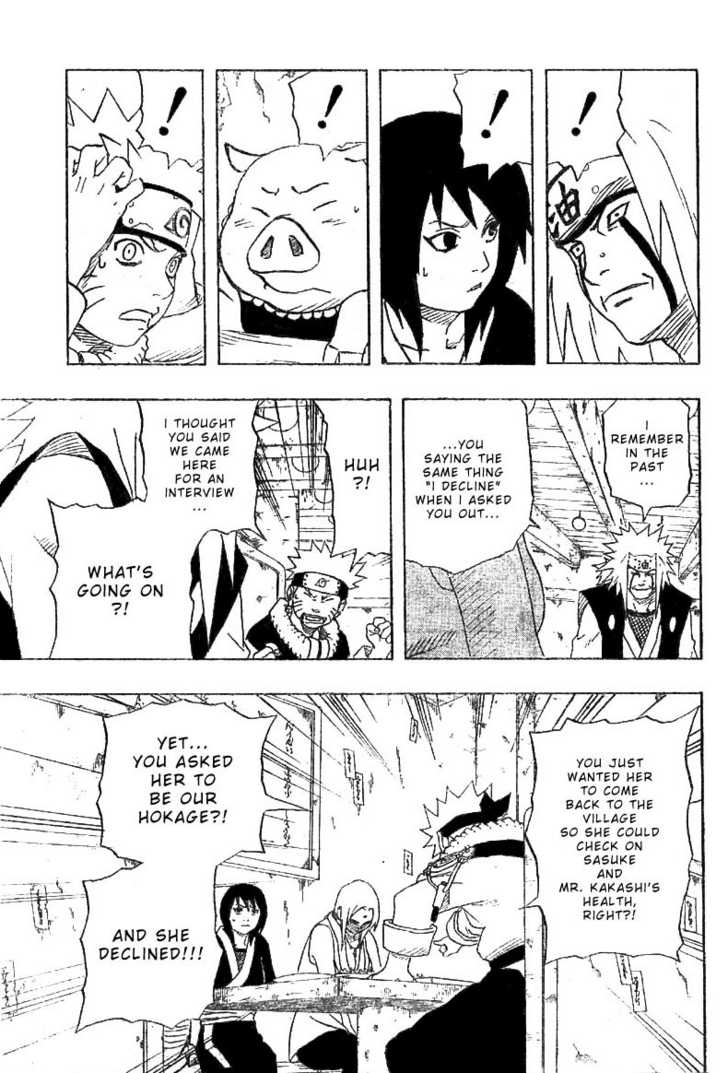 !
油
!
!
!
I
REMEMBER
IN THE
PAST
...
...YOU
SAYING THE
SAME THING
"I DECLINE"
WHEN I ASKED
YOU OUT...
油
HUH
?!
I THOUGHT
YOU SAID
WE CAME
HERE
FOR AN
INTERVIEW
...
WHAT'S
GOING ON
?!
YOU JUST
WANTED HER
TO COME
BACK TO THE
VILLAGE
SO SHE COULD
CHECK ON
SASUKE
AND
MR. KAKASHI'S
HEALTH,
RIGHT?!
YET...
YOU ASKED
HER TO
BE OUR
HOKAGE?!
AND SHE
DECLINED!!!